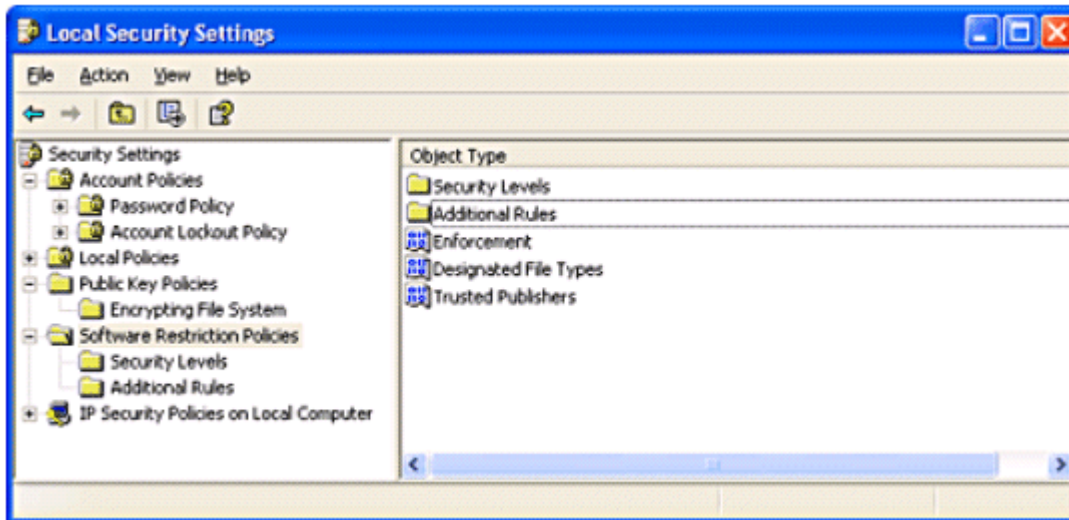 Local Security Settings
File Action View Help
Security Settings
Account Policies
Password Policy
Account Lockout Policy
Local Policies
Public Key Policies
Encrypting File System
Software Restriction Policies
Security Levels
Additional Rules
IP Security Policies on Local Computer
Object Type
Security Levels
Additional Rules
Enforcement
Designated File Types
Trusted Publishers